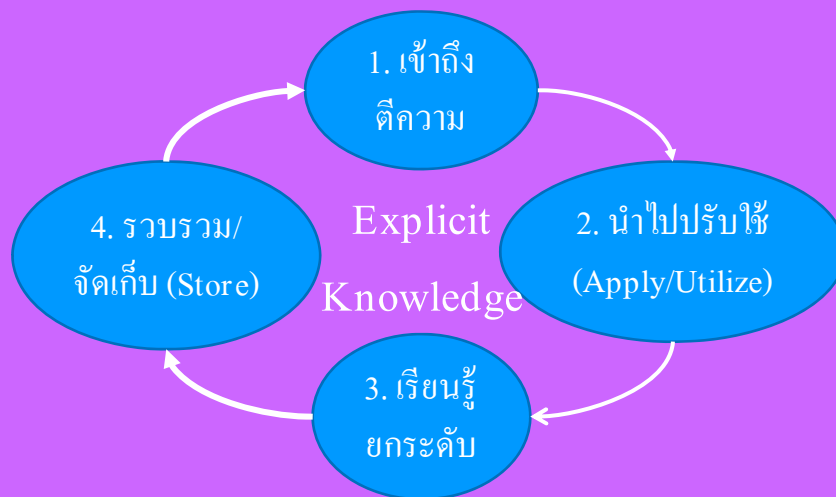 1. เข้าถึง
ตีความ
2. นำไปปรับใช้
(Apply/Utilize)
3. เรียนรู้
ยกระดับ
4. รวบรวม/
จัดเก็บ (Store)
Explicit
Knowledge